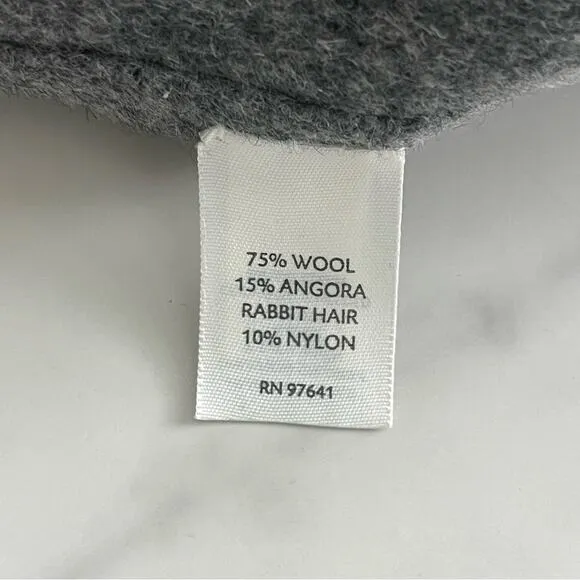 75% WOOL
15% ANGORA
RABBIT HAIR
10% NYLON
RN 97641